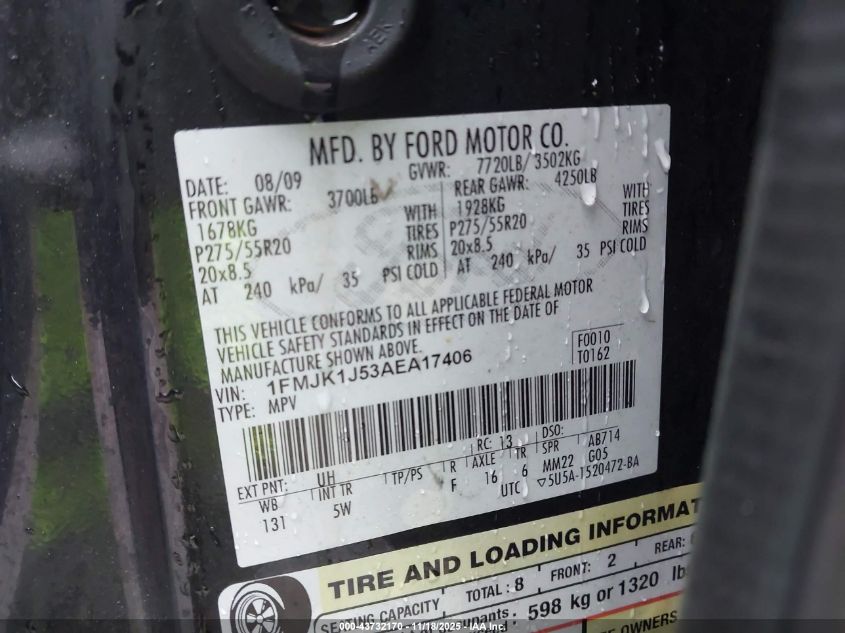 MFD. BY FORD MOTOR CO.
DATE: 08/09 GVWR: 7720LB/ 3502KG
FRONT GAWR: 3700LB REAR GAWR: 4250LB
1678KG WITH 1928KG WITH
P275/55R20 TIRES P275/55R20 TIRES
20x8.5 RIMS 20x8.5 RIMS
AT 240 kPa/ 35 PSI COLD AT 240 kPa/ 35 PSI COLD
THIS VEHICLE CONFORMS TO ALL APPLICABLE FEDERAL MOTOR
VEHICLE SAFETY STANDARDS IN EFFECT ON THE DATE OF
MANUFACTURE SHOWN ABOVE.
VIN: 1FMJK1J53AEA17406
TYPE: MPV
F0010
T0162
EXT PNT: UH RC: 13 DSO:
WB INT TR TP/PS R AXLE TR SPR AB714
131 5W F 16 6 MM22 G05
UTC ▽5U5A-1520472-BA
TIRE AND LOADING INFORMAT
SEATING CAPACITY TOTAL: 8 FRONT: 2 REAR:
598 kg or 1320 lb
OWNERS
000-43732170 - 11/18/2025 -